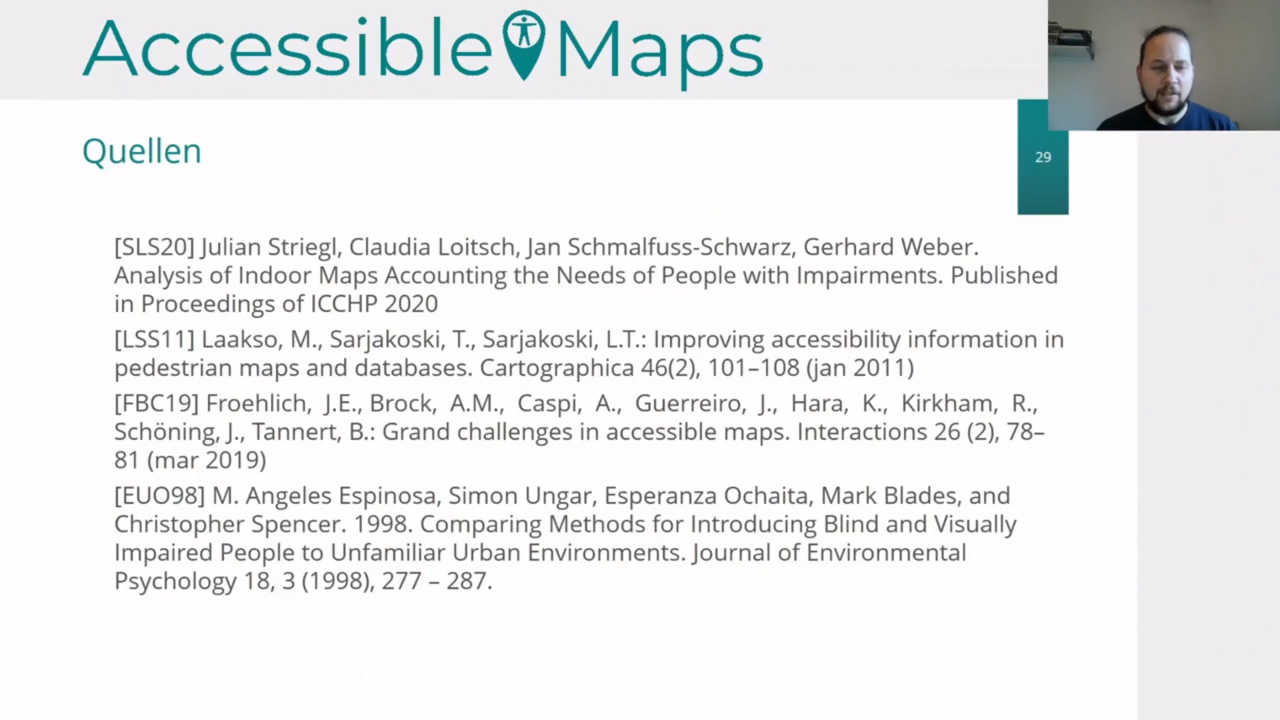 Accessible Maps
Quellen
29
[SLS20] Julian Striegl, Claudia Loitsch, Jan Schmalfuss-Schwarz, Gerhard Weber.
Analysis of Indoor Maps Accounting the Needs of People with Impairments. Published
in Proceedings of ICCHP 2020
[LSS11] Laakso, M., Sarjakoski, T., Sarjakoski, L.T.: Improving accessibility information in
pedestrian maps and databases. Cartographica 46(2), 101–108 (jan 2011)
[FBC19] Froehlich, J.E., Brock, A.M., Caspi, A., Guerreiro, J., Hara, K., Kirkham, R.,
Schöning, J., Tannert, B.: Grand challenges in accessible maps. Interactions 26 (2), 78–
81 (mar 2019)
[EUO98] M. Angeles Espinosa, Simon Ungar, Esperanza Ochaita, Mark Blades, and
Christopher Spencer. 1998. Comparing Methods for Introducing Blind and Visually
Impaired People to Unfamiliar Urban Environments. Journal of Environmental
Psychology 18, 3 (1998), 277 – 287.